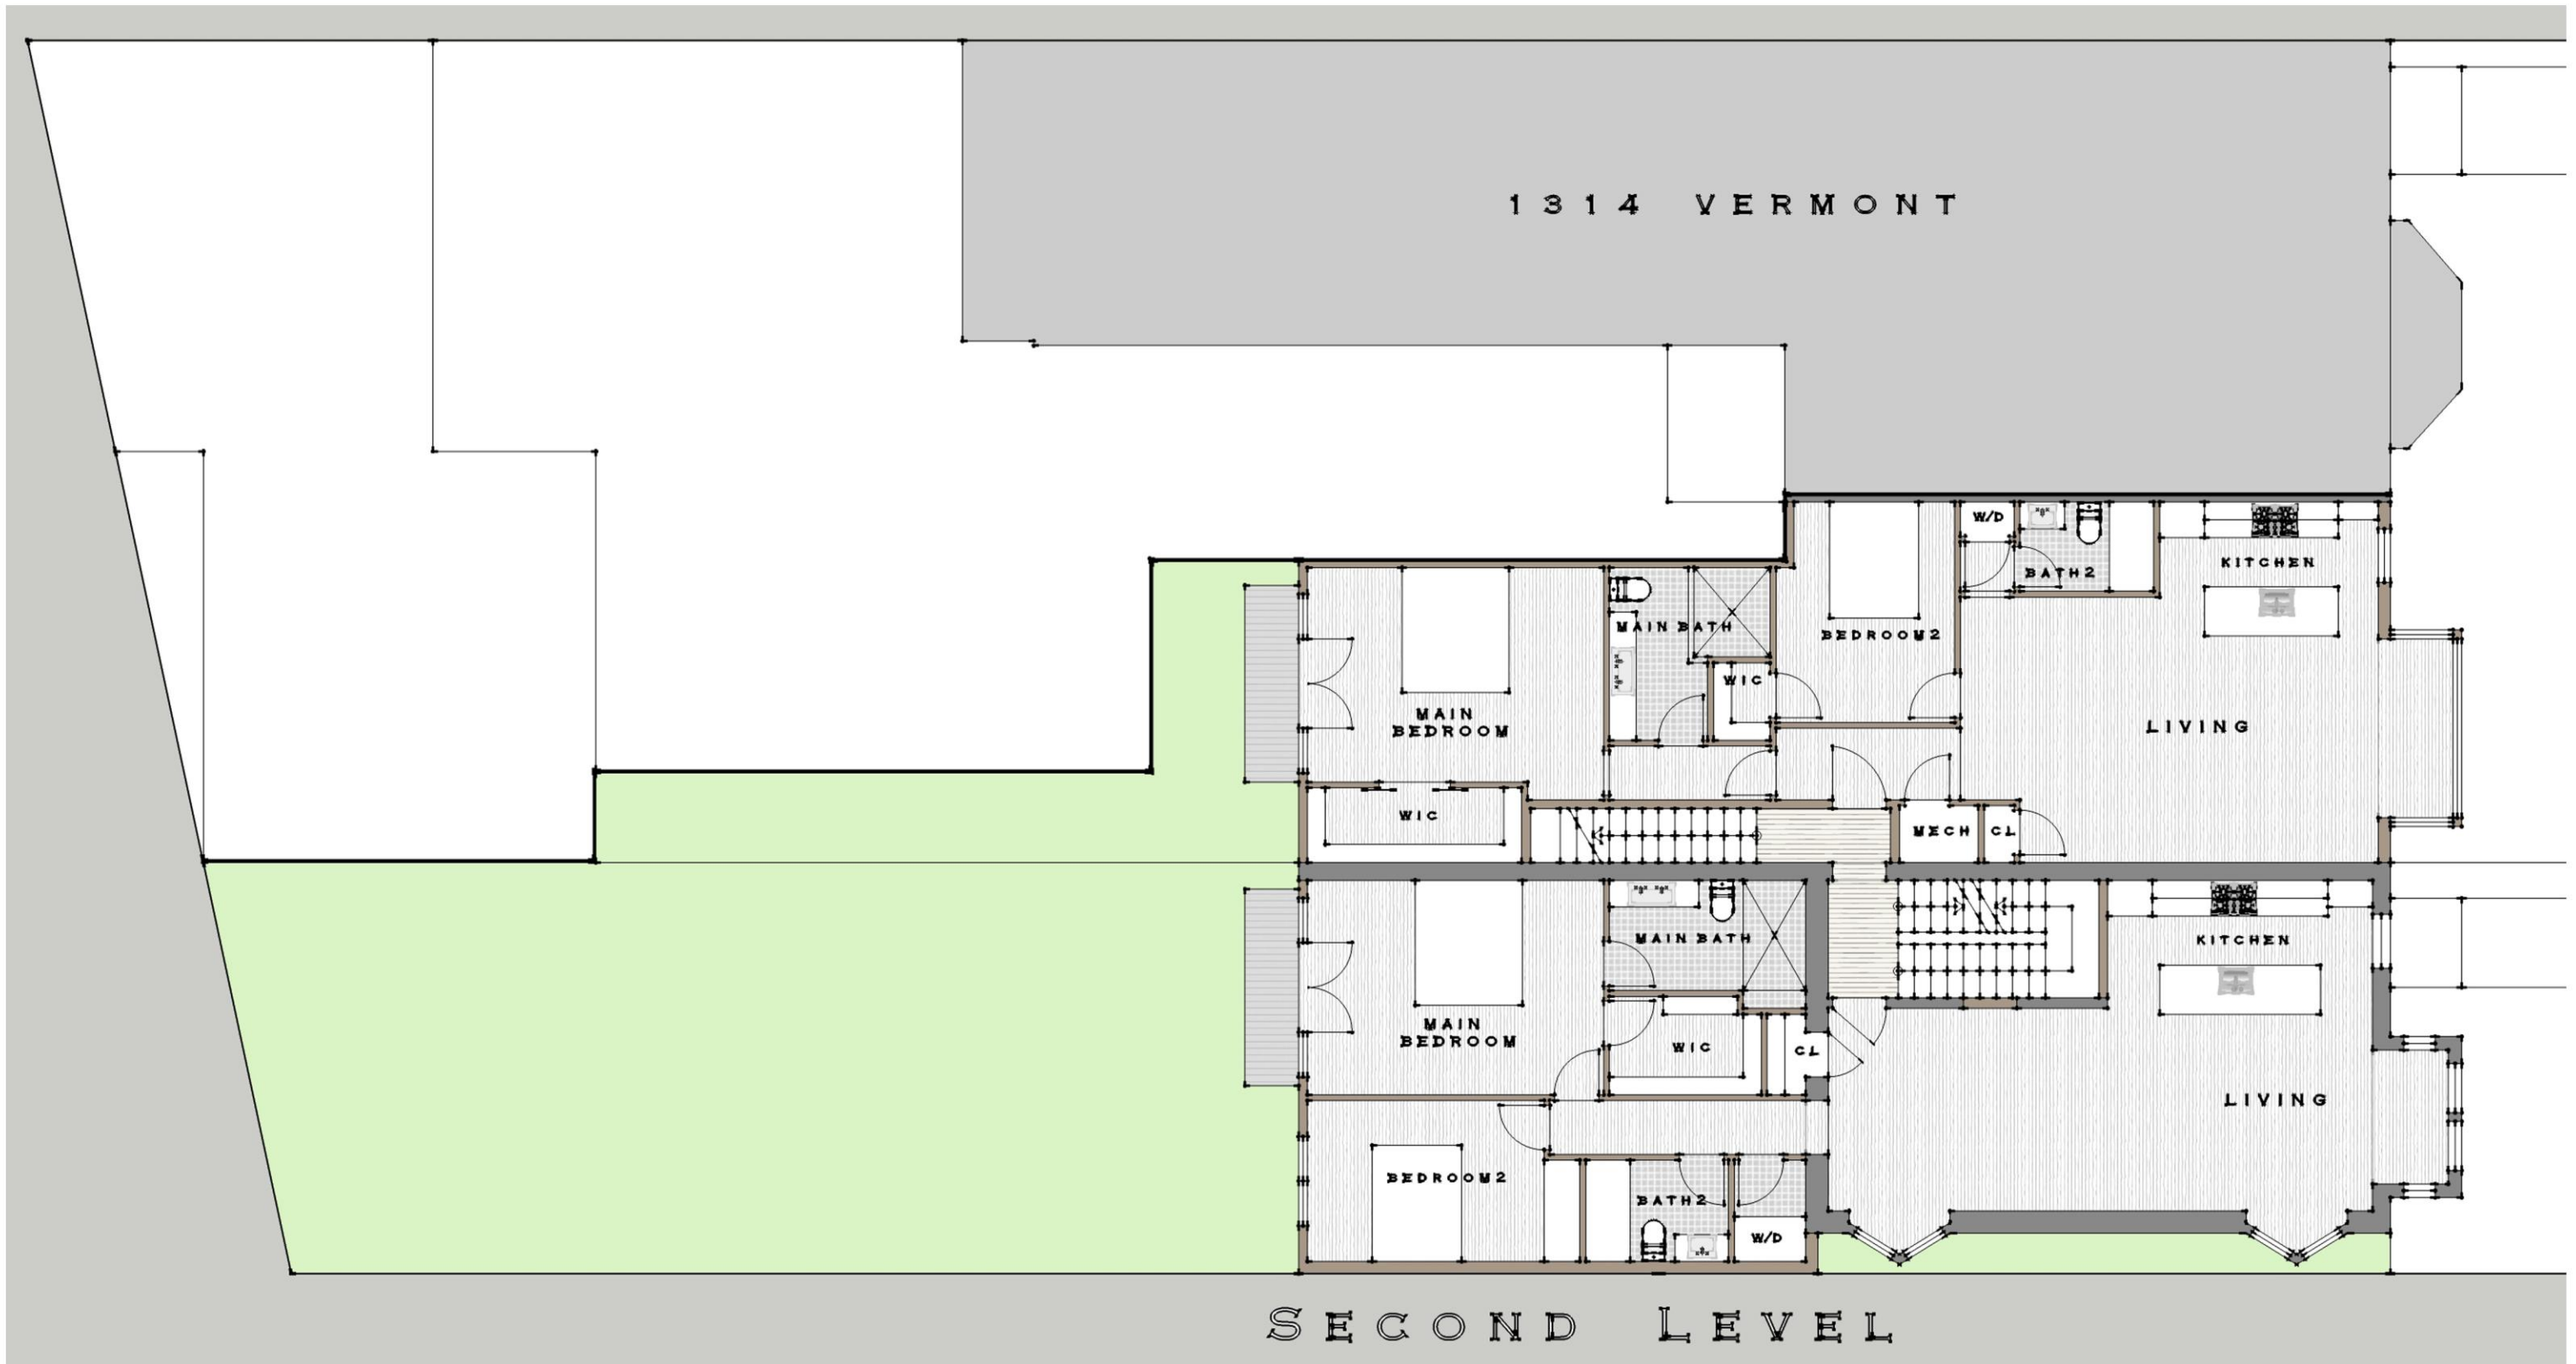 1314 VERMONT
W/D
BATH2
KITCHEN
MAIN BATH
BEDROOM2
WIC
MAIN
BEDROOM
LIVING
WIC
MECH
CL
MAIN BATH
KITCHEN
MAIN
BEDROOM
WIC
CL
LIVING
BEDROOM2
BATH2
W/D
SECOND LEVEL